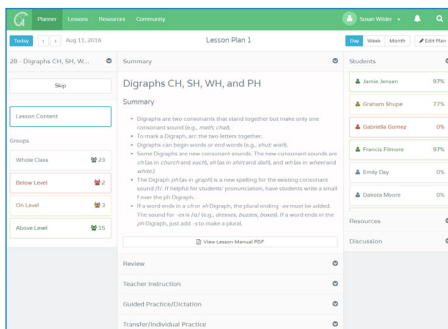 Planner Lessons Resources Community Susan Wilder
Today Aug 11, 2016 Lesson Plan 1 Day Week Month Edit Plan
28 - Digraphs CH, SH, W...
Skip
Lesson Content
Groups
Whole Class 23
Below Level 2
On Level
Above Level 15
Summary
Digraphs CH, SH, WH, and PH
Summary
Digraphs are two consonants that stand together but make only one
consonant sound (e.g., math; chat).
To mark a Digraph, arc the two letters together.
Digraphs can begin words or end words (e.g., shut; wish).
Some Digraphs are new consonant sounds. The new consonant sounds are
ch (as in church and each), sh (as in shirt and dash), and wh (as in wheel and
white.)
The Digraph ph (as in graph) is a new spelling for the existing consonant
sound /f/. If helpful for students' pronunciation, have students write a small
f over the ph Digraph.
If a word ends in a ch or sh Digraph, the plural ending -es must be added.
The sound for -es is (e.g., dresses, buzzes, boxes). If a word ends in the
ph Digraph, just add -s to make a plural.
View Lesson Manual PDF
Review
Teacher Instruction
Guided Practice/Dictation
Transfer/Individual Practice
Students
Jamie Jensen 97%
Graham Shupe 77%
Gabriella Gomez 0%
Francis Filmore 97%
Emily Day 0%
Dakota Moore 0%
Resources
Discussion